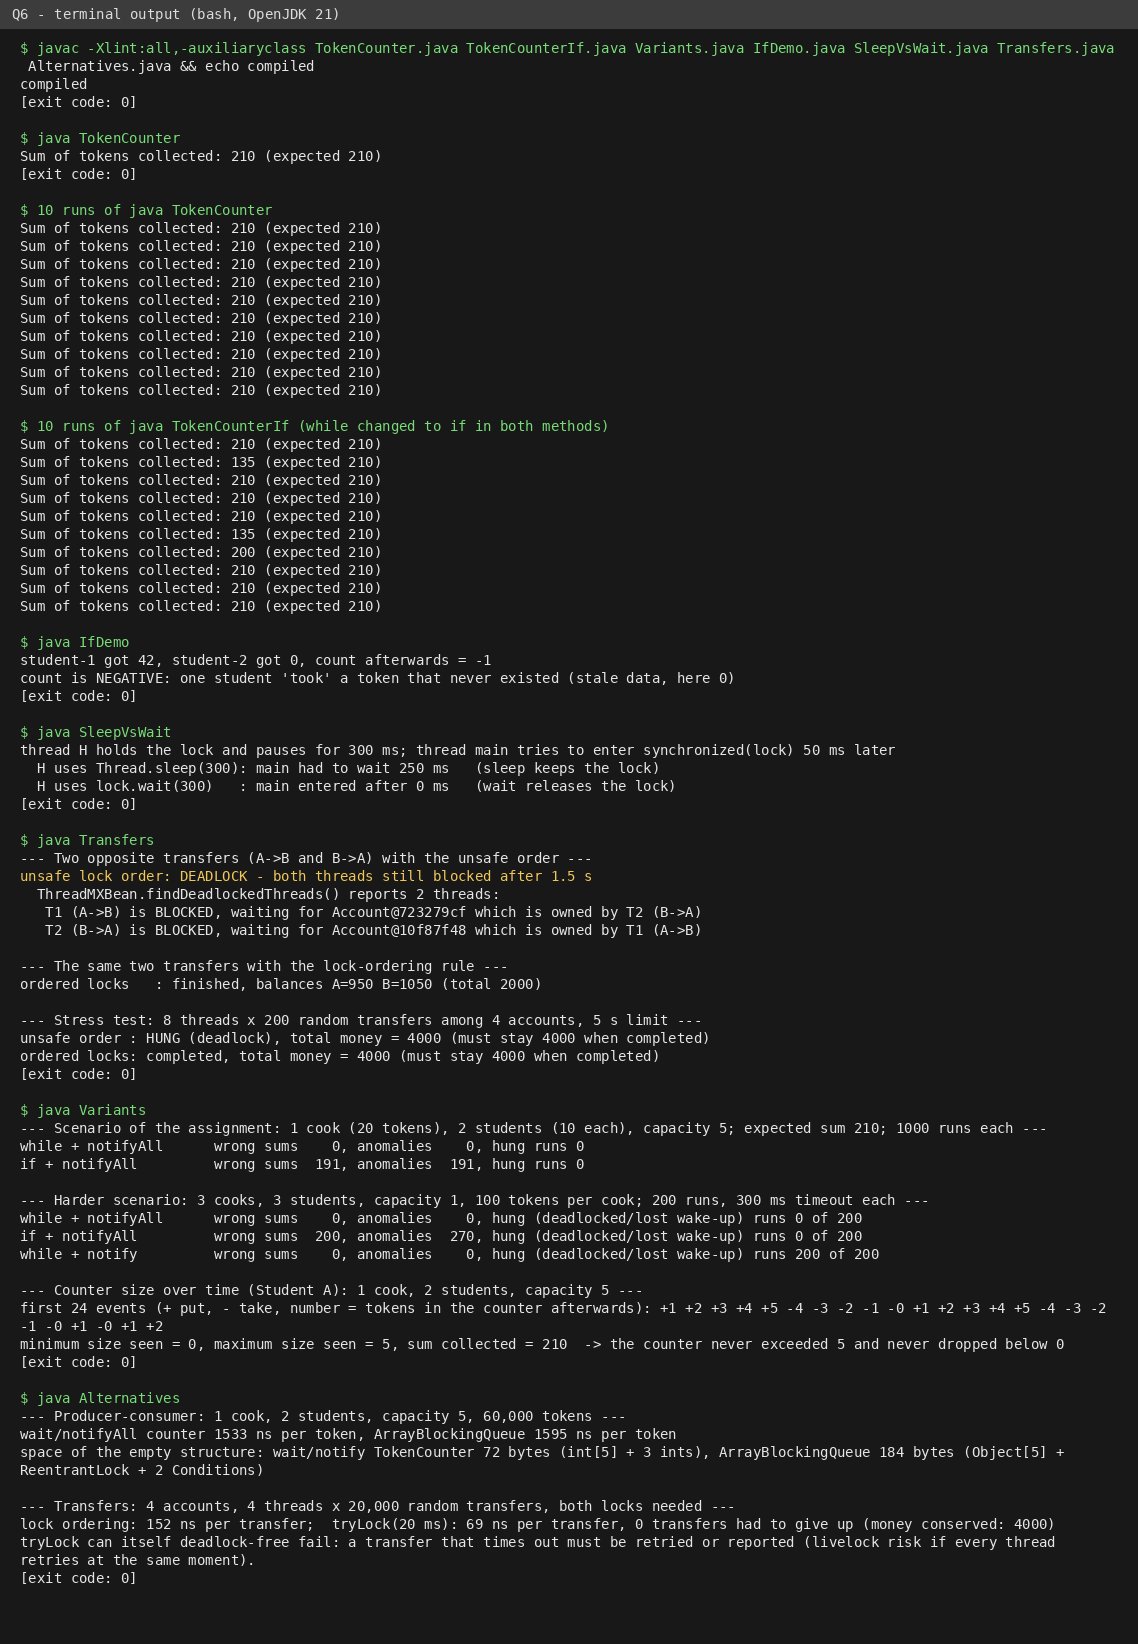 Q6 - terminal output (bash, OpenJDK 21)
$ javac -Xlint:all,-auxiliaryclass TokenCounter.java TokenCounterIf.java Variants.java IfDemo.java SleepVsWait.java Transfers.java
Alternatives.java && echo compiled
compiled
[exit code: 0]
$ java TokenCounter
Sum of tokens collected: 210 (expected 210)
[exit code: 0]
$ 10 runs of java TokenCounter
Sum of tokens collected: 210 (expected 210)
Sum of tokens collected: 210 (expected 210)
Sum of tokens collected: 210 (expected 210)
Sum of tokens collected: 210 (expected 210)
Sum of tokens collected: 210 (expected 210)
Sum of tokens collected: 210 (expected 210)
Sum of tokens collected: 210 (expected 210)
Sum of tokens collected: 210 (expected 210)
Sum of tokens collected: 210 (expected 210)
Sum of tokens collected: 210 (expected 210)
$ 10 runs of java TokenCounterIf (while changed to if in both methods)
Sum of tokens collected: 210 (expected 210)
Sum of tokens collected: 135 (expected 210)
Sum of tokens collected: 210 (expected 210)
Sum of tokens collected: 210 (expected 210)
Sum of tokens collected: 210 (expected 210)
Sum of tokens collected: 135 (expected 210)
Sum of tokens collected: 200 (expected 210)
Sum of tokens collected: 210 (expected 210)
Sum of tokens collected: 210 (expected 210)
Sum of tokens collected: 210 (expected 210)
$ java IfDemo
student-1 got 42, student-2 got 0, count afterwards = -1
count is NEGATIVE: one student 'took' a token that never existed (stale data, here 0)
[exit code: 0]
$ java SleepVsWait
thread H holds the lock and pauses for 300 ms; thread main tries to enter synchronized(lock) 50 ms later
  H uses Thread.sleep(300): main had to wait 250 ms   (sleep keeps the lock)
  H uses lock.wait(300)   : main entered after 0 ms   (wait releases the lock)
[exit code: 0]
$ java Transfers
--- Two opposite transfers (A->B and B->A) with the unsafe order ---
unsafe lock order: DEADLOCK - both threads still blocked after 1.5 s
  ThreadMXBean.findDeadlockedThreads() reports 2 threads:
   T1 (A->B) is BLOCKED, waiting for Account@723279cf which is owned by T2 (B->A)
   T2 (B->A) is BLOCKED, waiting for Account@10f87f48 which is owned by T1 (A->B)
--- The same two transfers with the lock-ordering rule ---
ordered locks   : finished, balances A=950 B=1050 (total 2000)
--- Stress test: 8 threads x 200 random transfers among 4 accounts, 5 s limit ---
unsafe order : HUNG (deadlock), total money = 4000 (must stay 4000 when completed)
ordered locks: completed, total money = 4000 (must stay 4000 when completed)
[exit code: 0]
$ java Variants
--- Scenario of the assignment: 1 cook (20 tokens), 2 students (10 each), capacity 5; expected sum 210; 1000 runs each ---
while + notifyAll      wrong sums    0, anomalies    0, hung runs 0
if + notifyAll         wrong sums  191, anomalies  191, hung runs 0
--- Harder scenario: 3 cooks, 3 students, capacity 1, 100 tokens per cook; 200 runs, 300 ms timeout each ---
while + notifyAll      wrong sums    0, anomalies    0, hung (deadlocked/lost wake-up) runs 0 of 200
if + notifyAll         wrong sums  200, anomalies  270, hung (deadlocked/lost wake-up) runs 0 of 200
while + notify         wrong sums    0, anomalies    0, hung (deadlocked/lost wake-up) runs 200 of 200
--- Counter size over time (Student A): 1 cook, 2 students, capacity 5 ---
first 24 events (+ put, - take, number = tokens in the counter afterwards): +1 +2 +3 +4 +5 -4 -3 -2 -1 -0 +1 +2 +3 +4 +5 -4 -3 -2
-1 -0 +1 -0 +1 +2
minimum size seen = 0, maximum size seen = 5, sum collected = 210  -> the counter never exceeded 5 and never dropped below 0
[exit code: 0]
$ java Alternatives
--- Producer-consumer: 1 cook, 2 students, capacity 5, 60,000 tokens ---
wait/notifyAll counter 1533 ns per token, ArrayBlockingQueue 1595 ns per token
space of the empty structure: wait/notify TokenCounter 72 bytes (int[5] + 3 ints), ArrayBlockingQueue 184 bytes (Object[5] +
ReentrantLock + 2 Conditions)
--- Transfers: 4 accounts, 4 threads x 20,000 random transfers, both locks needed ---
lock ordering: 152 ns per transfer;  tryLock(20 ms): 69 ns per transfer, 0 transfers had to give up (money conserved: 4000)
tryLock can itself deadlock-free fail: a transfer that times out must be retried or reported (livelock risk if every thread
retries at the same moment).
[exit code: 0]